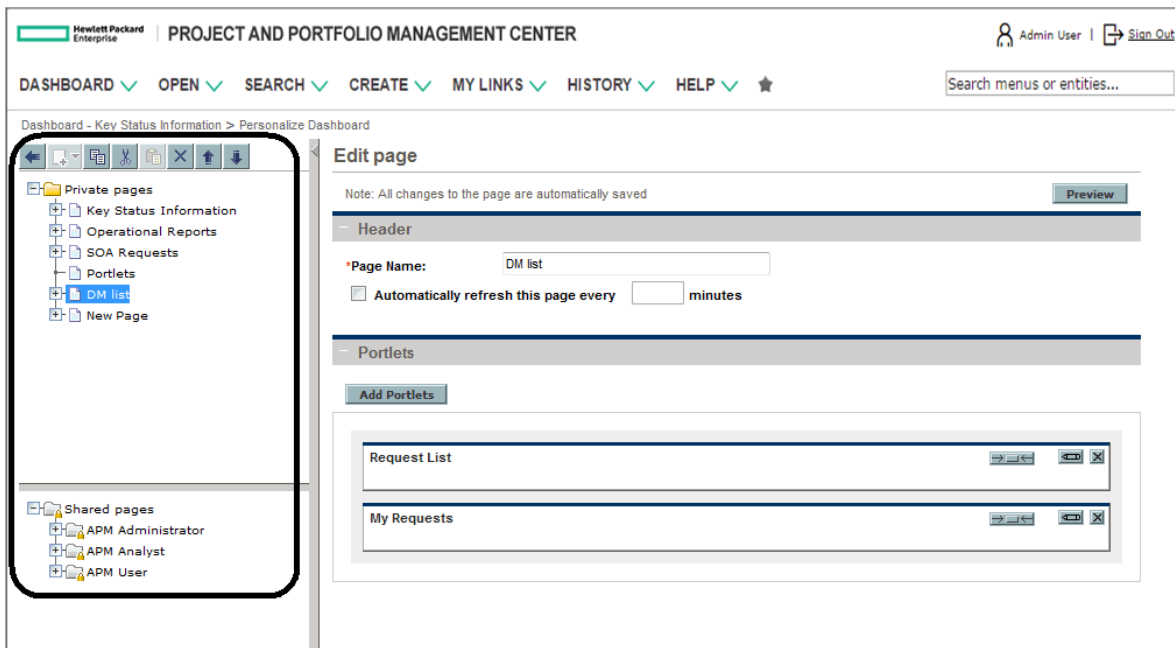 Hewlett Packard
Enterprise
PROJECT AND PORTFOLIO MANAGEMENT CENTER
Admin User | Sign Out
DASHBOARD OPEN SEARCH CREATE MY LINKS HISTORY HELP
Search menus or entities...
Dashboard - Key Status Information > Personalize Dashboard
Private pages
Key Status Information
Operational Reports
SOA Requests
Portlets
DM list
New Page
Shared pages
APM Administrator
APM Analyst
APM User
Edit page
Note: All changes to the page are automatically saved
Preview
Header
*Page Name: DM list
Automatically refresh this page every minutes
Portlets
Add Portlets
Request List
My Requests